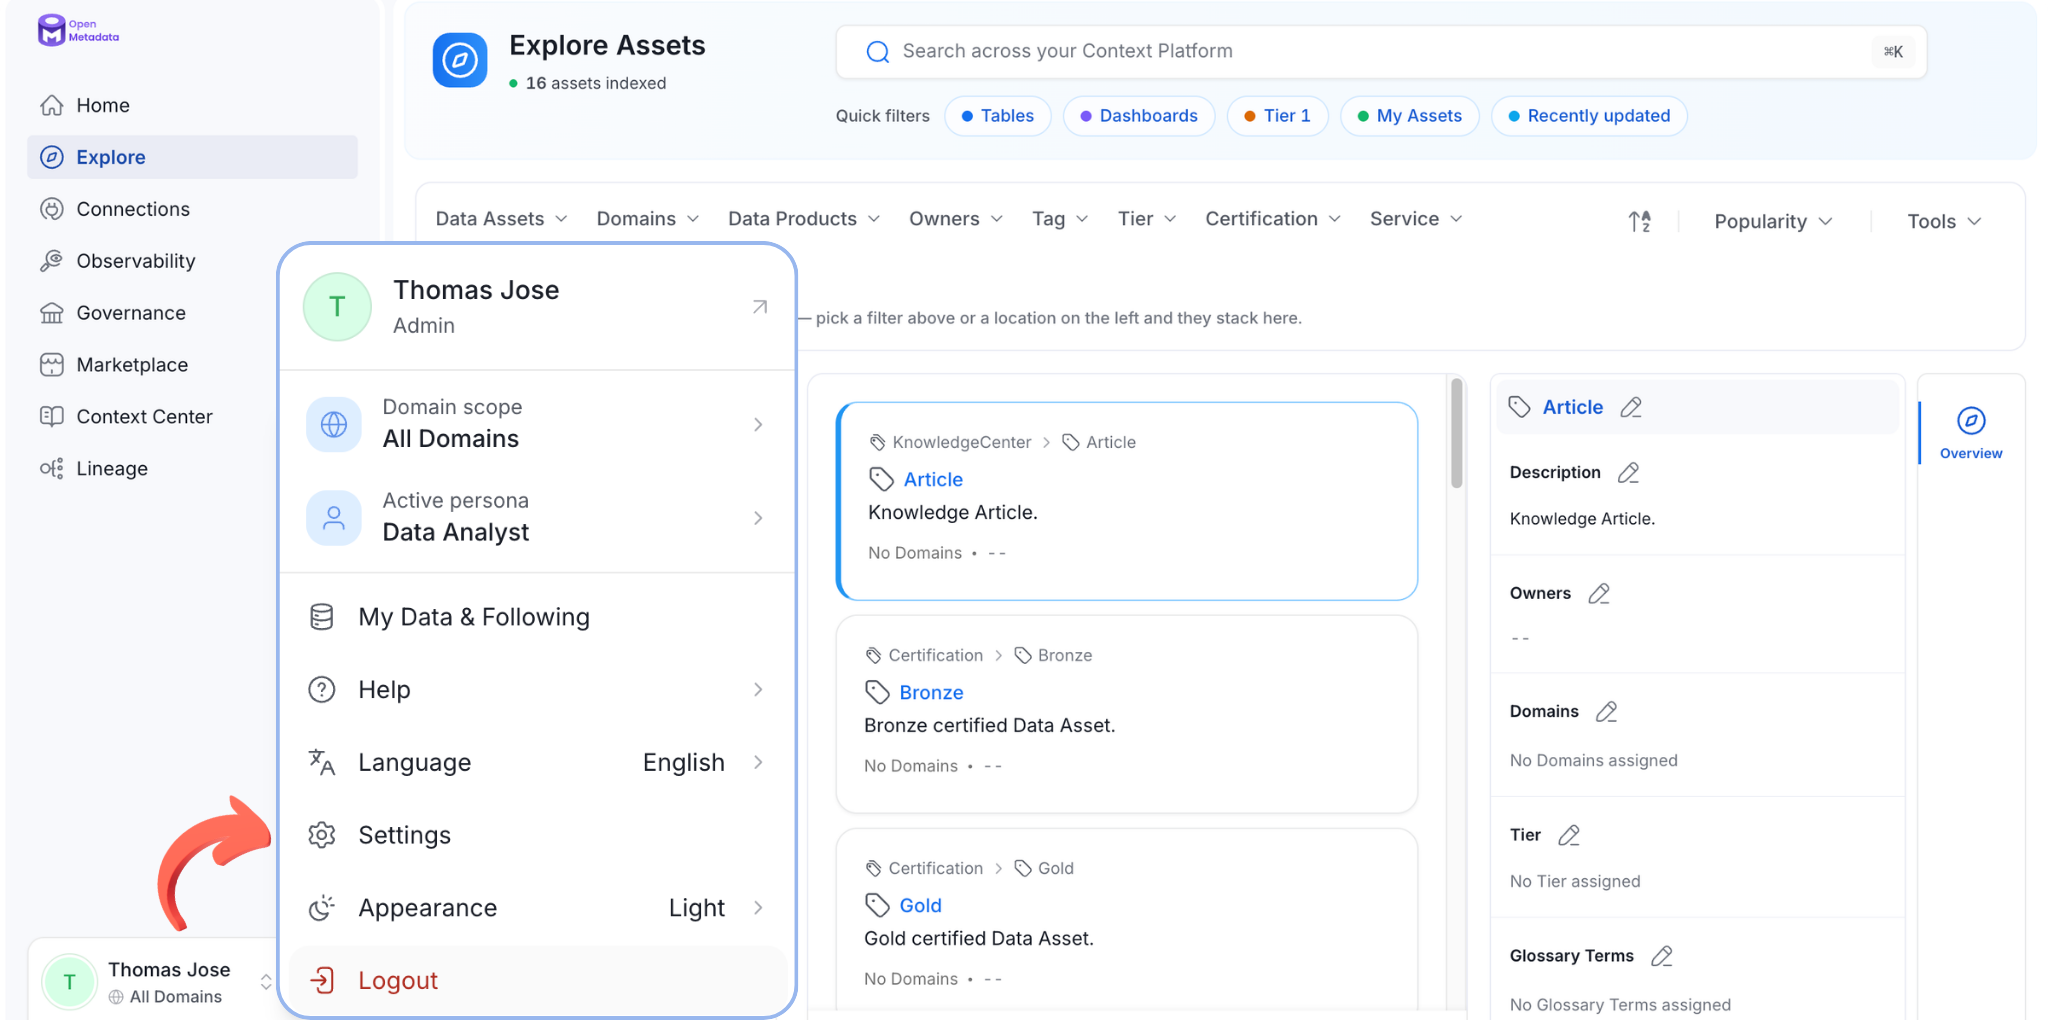 Open
Metadata
Home
Explore
Connections
Observability
Governance
Marketplace
Context Center
Lineage
Explore Assets
16 assets indexed
Search across your Context Platform
⌘K
Quick filters
Tables
Dashboards
Tier 1
My Assets
Recently updated
Data Assets
Domains
Data Products
Owners
Tag
Tier
Certification
Service
Popularity
Tools
— pick a filter above or a location on the left and they stack here.
T
Thomas Jose
Admin
Domain scope
All Domains
Active persona
Data Analyst
My Data & Following
Help
Language English
Settings
Appearance Light
Logout
T
Thomas Jose
All Domains
KnowledgeCenter > Article
Article
Knowledge Article.
No Domains • --
Certification > Bronze
Bronze
Bronze certified Data Asset.
No Domains • --
Certification > Gold
Gold
Gold certified Data Asset.
No Domains • --
Article
Description
Knowledge Article.
Owners
--
Domains
No Domains assigned
Tier
No Tier assigned
Glossary Terms
No Glossary Terms assigned
Overview